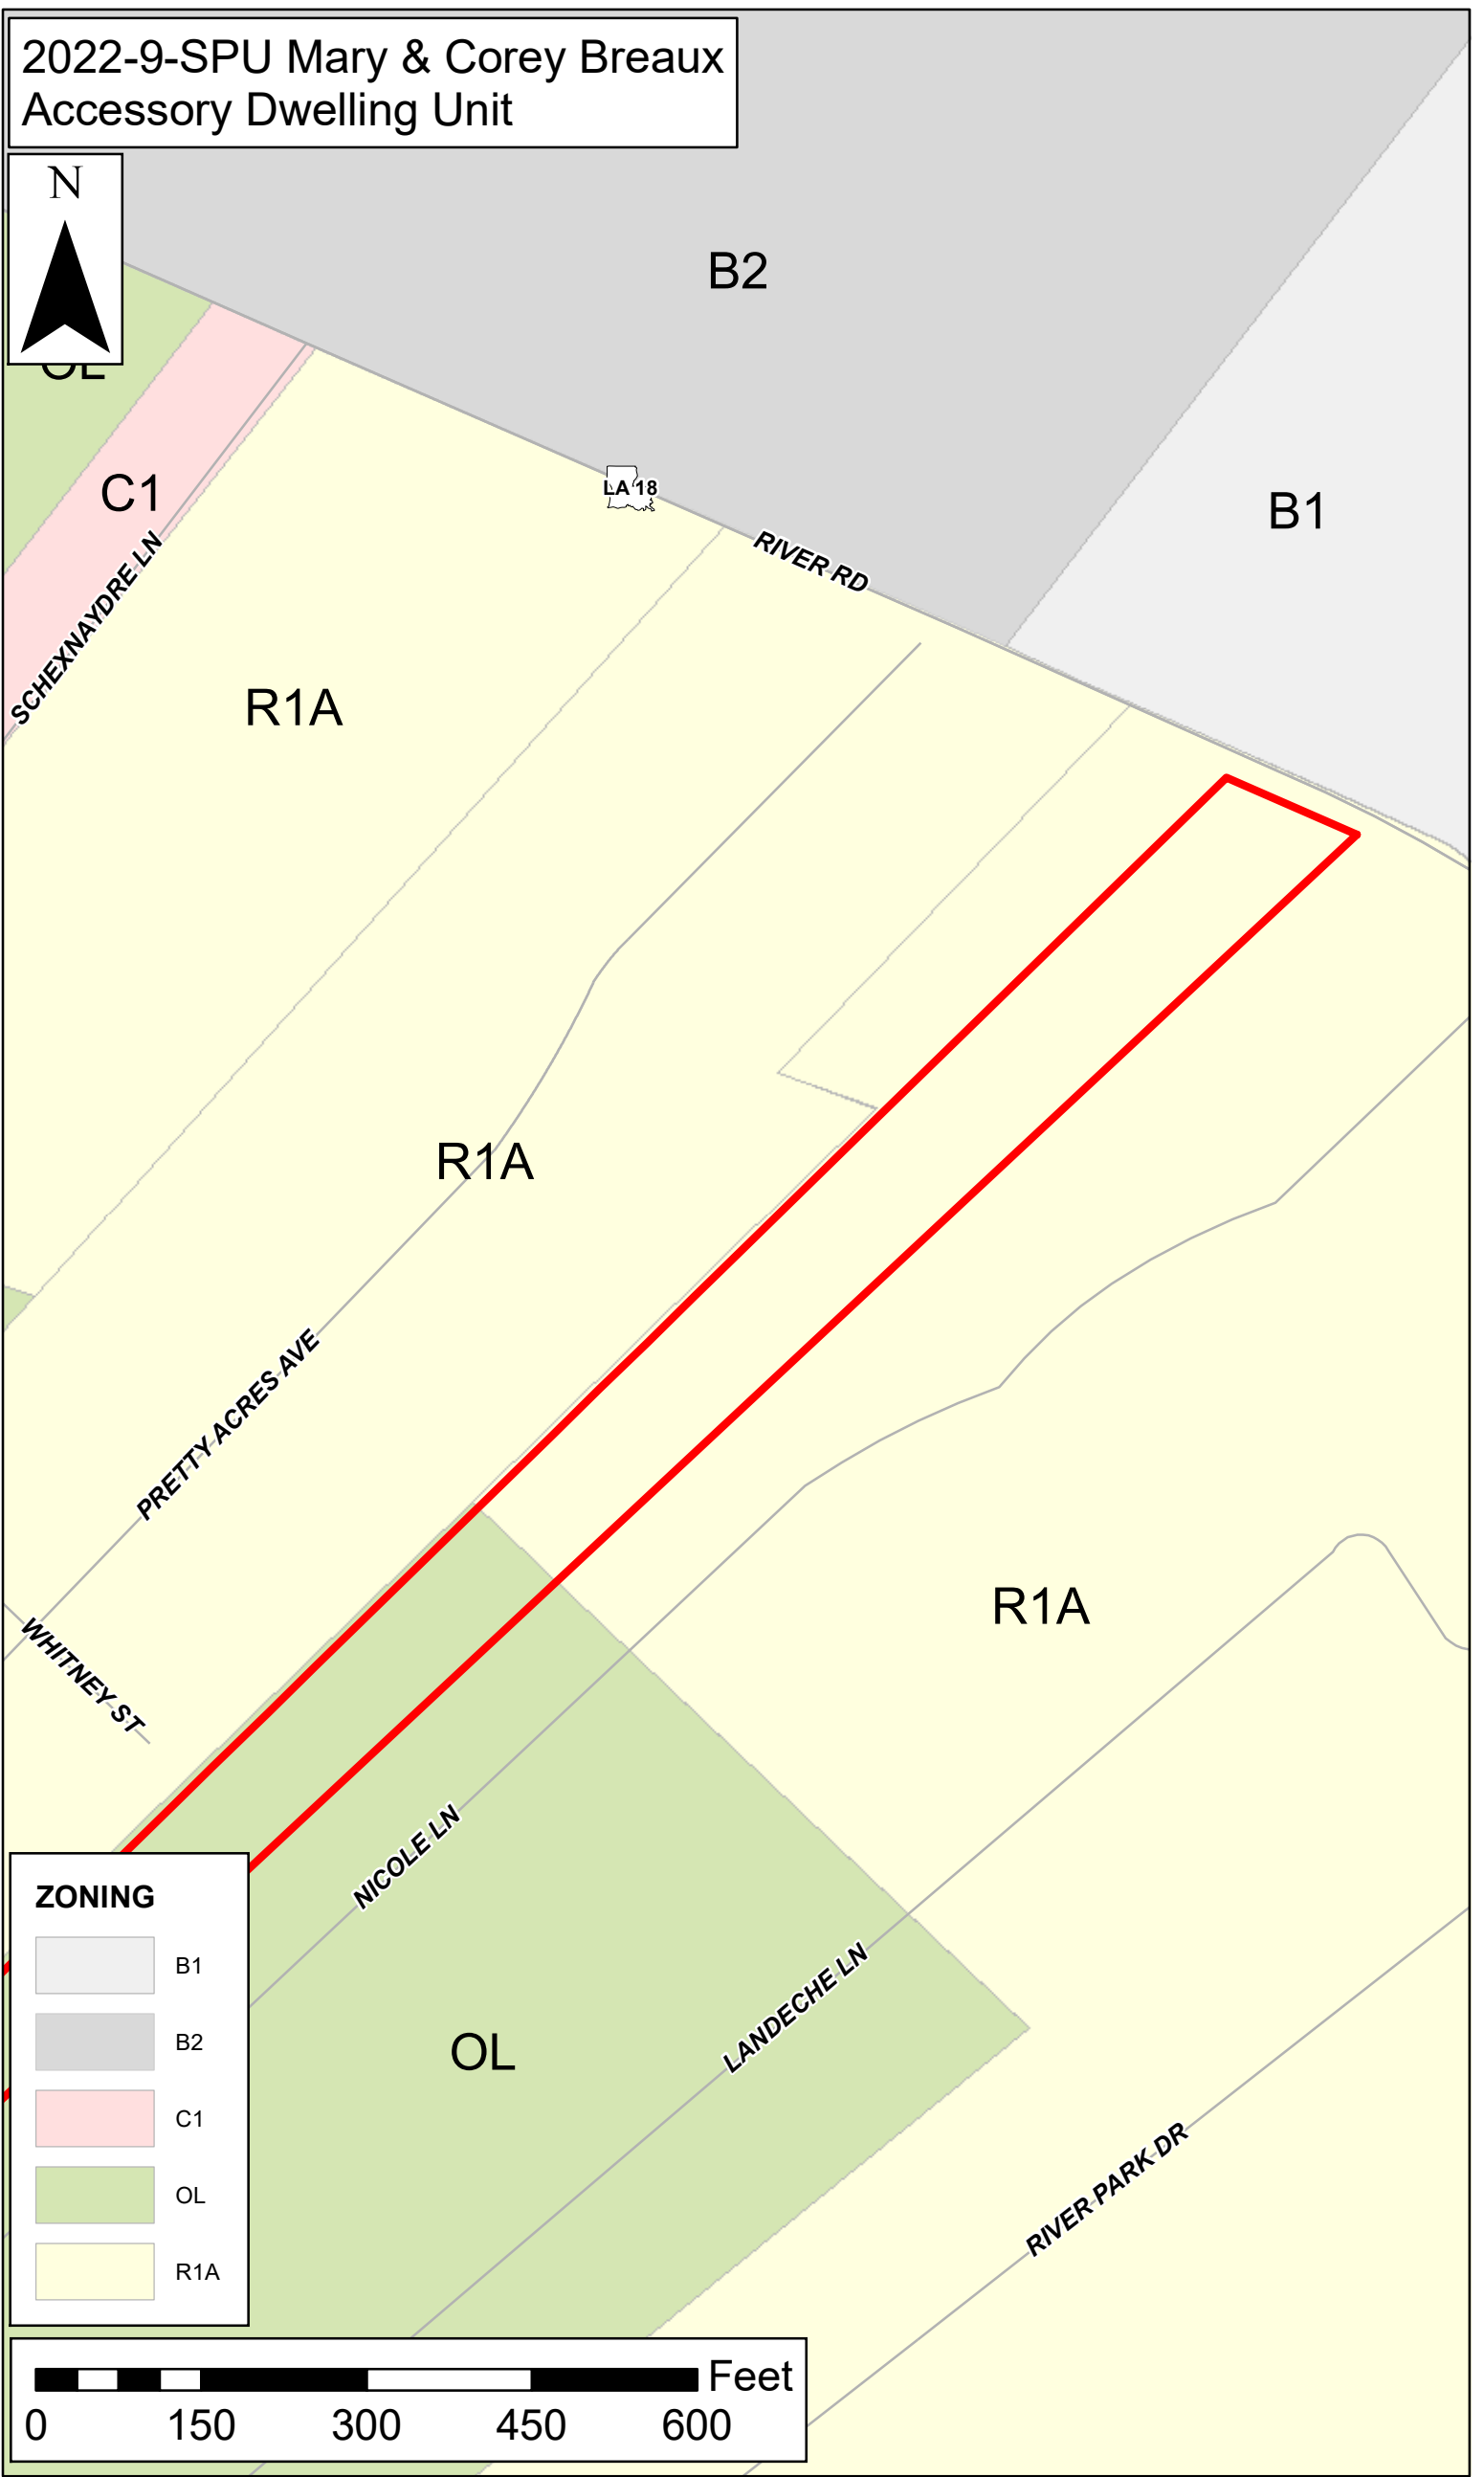 2022-9-SPU Mary & Corey Breaux
Accessory Dwelling Unit
N
B2
OL
C1
LA 18
B1
RIVER RD
SCHEXNAYDRE LN
R1A
R1A
PRETTY ACRES AVE
R1A
WHITNEY ST
NICOLE LN
ZONING
B1
B2
C1
OL
R1A
LANDECHE LN
OL
RIVER PARK DR
Feet
0 150 300 450 600